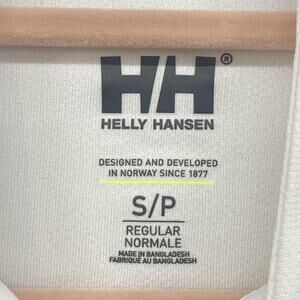 HH®
HELLY HANSEN
DESIGNED AND DEVELOPED
IN NORWAY SINCE 1877
S/P
REGULAR
NORMALE
MADE IN BANGLADESH
FABRIQUÉ AU BANGLADESH